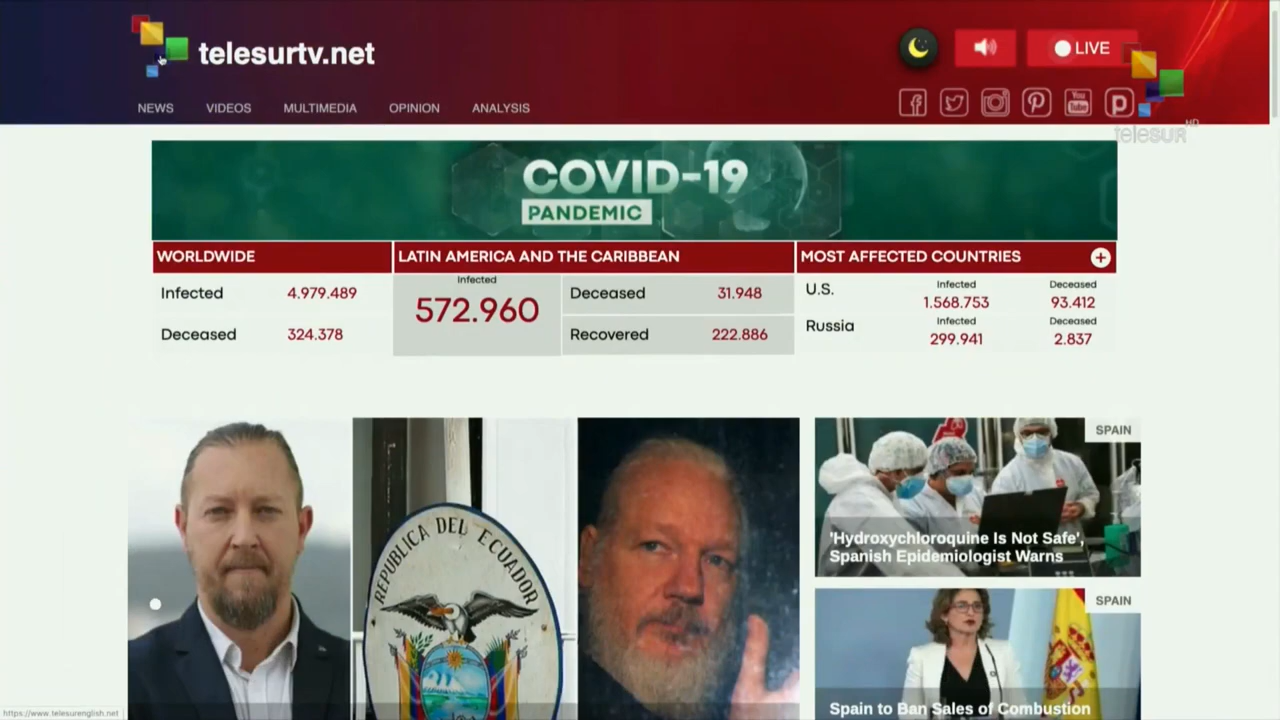 telesurtv.net
LIVE
NEWS VIDEOS MULTIMEDIA OPINION ANALYSIS
You Tube
teleSUR HD
COVID-19
PANDEMIC
WORLDWIDE
Infected 4.979.489
Deceased 324.378
LATIN AMERICA AND THE CARIBBEAN
Infected
572.960
Deceased 31.948
Recovered 222.886
MOST AFFECTED COUNTRIES
Infected Deceased
U.S. 1.568.753 93.412
Infected Deceased
Russia 299.941 2.837
REPUBLICA DEL ECUADOR
SPAIN
'Hydroxychloroquine Is Not Safe',
Spanish Epidemiologist Warns
SPAIN
Spain to Ban Sales of Combustion
https://www.telesurenglish.net